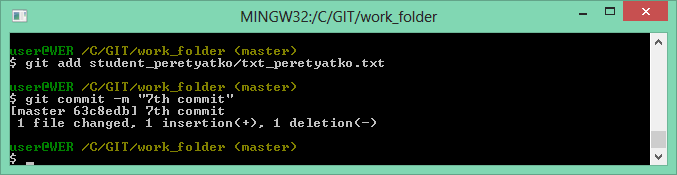 MINGW32:/C/GIT/work_folder
user@WER /C/GIT/work_folder (master)
$ git add student_peretyatko/txt_peretyatko.txt
user@WER /C/GIT/work_folder (master)
$ git commit -m "7th commit"
[master 63c8edb] 7th commit
 1 file changed, 1 insertion(+), 1 deletion(-)
user@WER /C/GIT/work_folder (master)
$